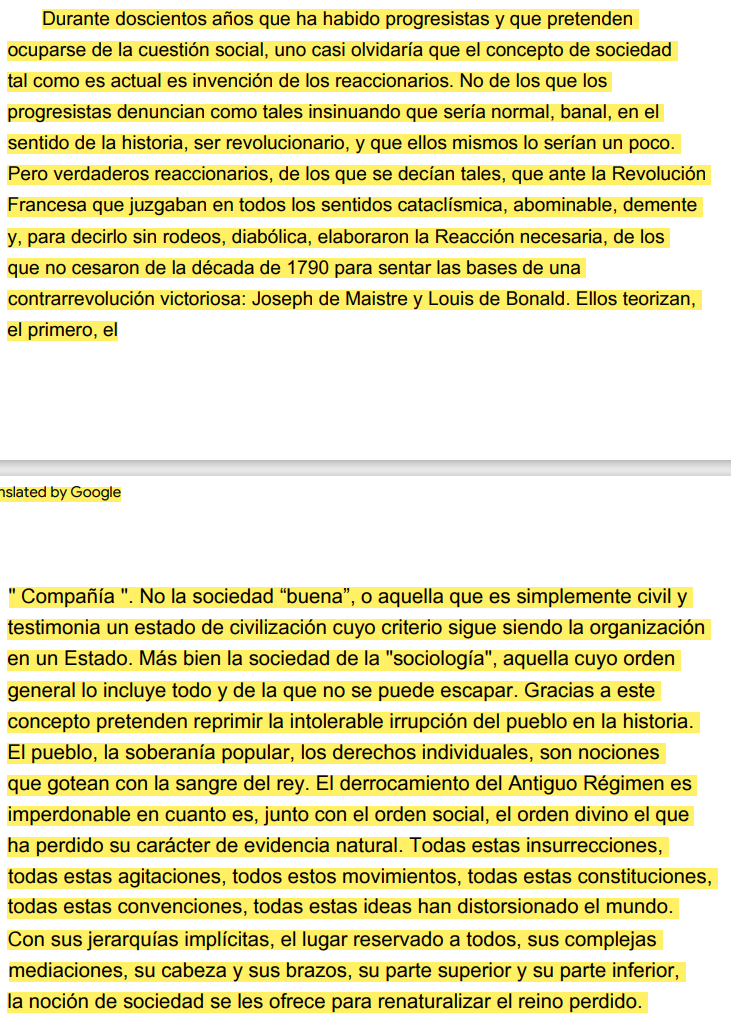 Durante doscientos años que ha habido progresistas y que pretenden
ocuparse de la cuestión social, uno casi olvidaría que el concepto de sociedad
tal como es actual es invención de los reaccionarios. No de los que los
progresistas denuncian como tales insinuando que sería normal, banal, en el
sentido de la historia, ser revolucionario, y que ellos mismos lo serían un poco.
Pero verdaderos reaccionarios, de los que se decían tales, que ante la Revolución
Francesa que juzgaban en todos los sentidos cataclísmica, abominable, demente
y, para decirlo sin rodeos, diabólica, elaboraron la Reacción necesaria, de los
que no cesaron de la década de 1790 para sentar las bases de una
contrarrevolución victoriosa: Joseph de Maistre y Louis de Bonald. Ellos teorizan,
el primero, el
nslated by Google
" Compañía ". No la sociedad “buena”, o aquella que es simplemente civil y
testimonia un estado de civilización cuyo criterio sigue siendo la organización
en un Estado. Más bien la sociedad de la "sociología", aquella cuyo orden
general lo incluye todo y de la que no se puede escapar. Gracias a este
concepto pretenden reprimir la intolerable irrupción del pueblo en la historia.
El pueblo, la soberanía popular, los derechos individuales, son nociones
que gotean con la sangre del rey. El derrocamiento del Antiguo Régimen es
imperdonable en cuanto es, junto con el orden social, el orden divino el que
ha perdido su carácter de evidencia natural. Todas estas insurrecciones,
todas estas agitaciones, todos estos movimientos, todas estas constituciones,
todas estas convenciones, todas estas ideas han distorsionado el mundo.
Con sus jerarquías implícitas, el lugar reservado a todos, sus complejas
mediaciones, su cabeza y sus brazos, su parte superior y su parte inferior,
la noción de sociedad se les ofrece para renaturalizar el reino perdido.